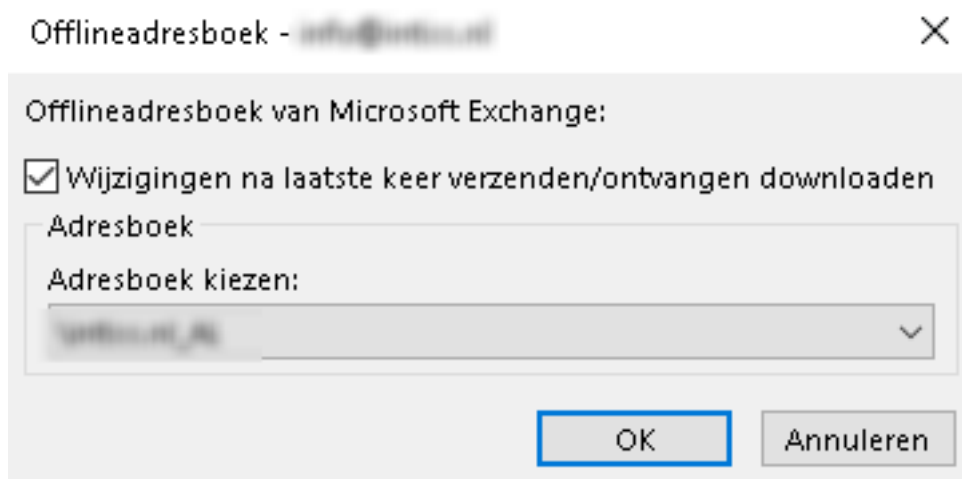 Offlineadresboek -
Offlineadresboek van Microsoft Exchange:
Wijzigingen na laatste keer verzenden/ontvangen downloaden
Adresboek
Adresboek kiezen:
OK
Annuleren